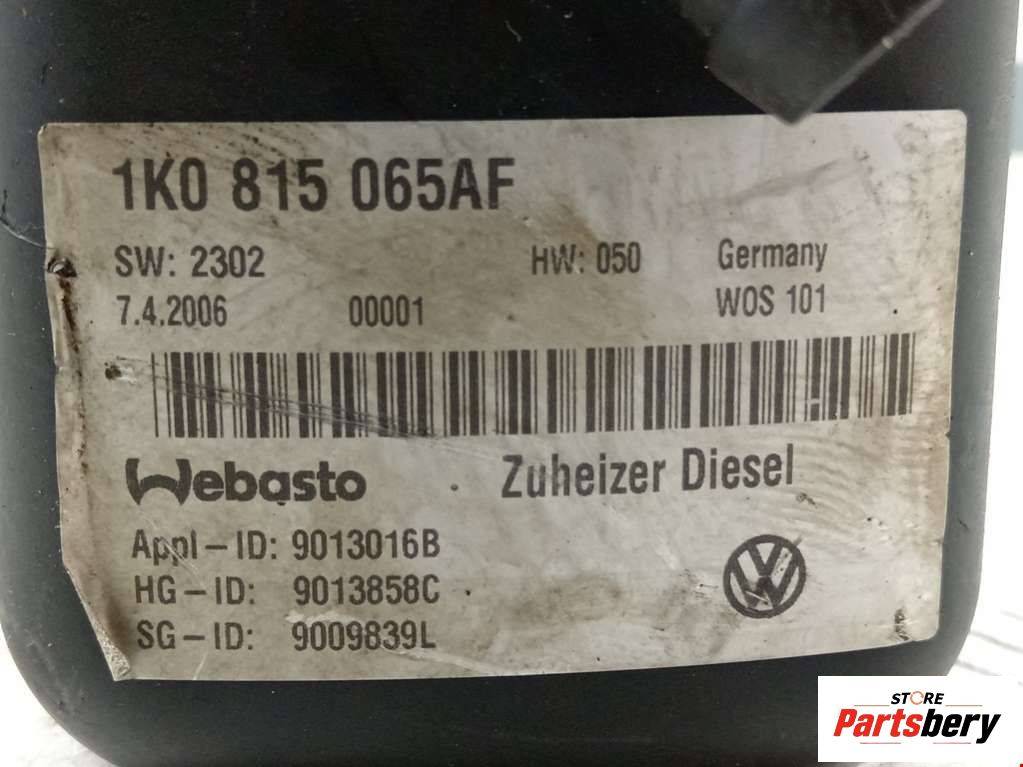 1K0 815 065AF
SW: 2302 HW: 050 Germany
7.4.2006 00001 WOS 101
Webasto Zuheizer Diesel
Appl-ID: 9013016B
HG-ID: 9013858C
SG-ID: 9009839L
VW
STORE
Partsbery